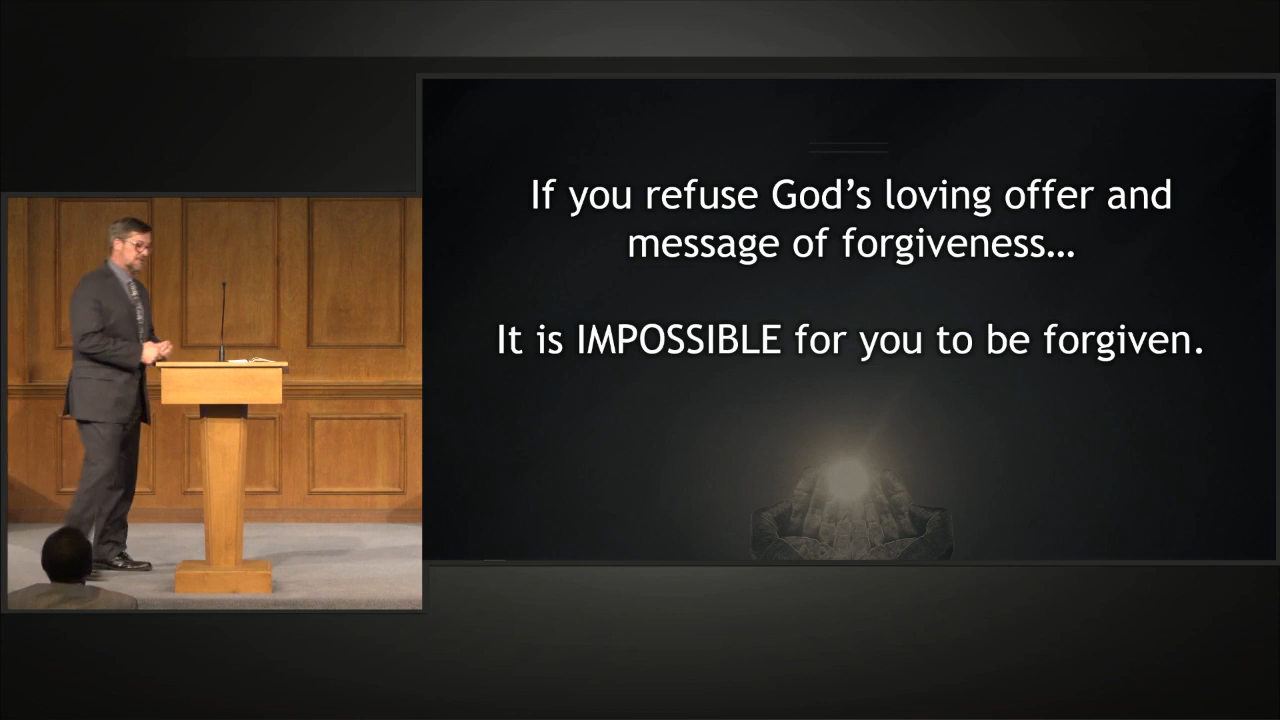 If you refuse God’s loving offer and
message of forgiveness…
It is IMPOSSIBLE for you to be forgiven.